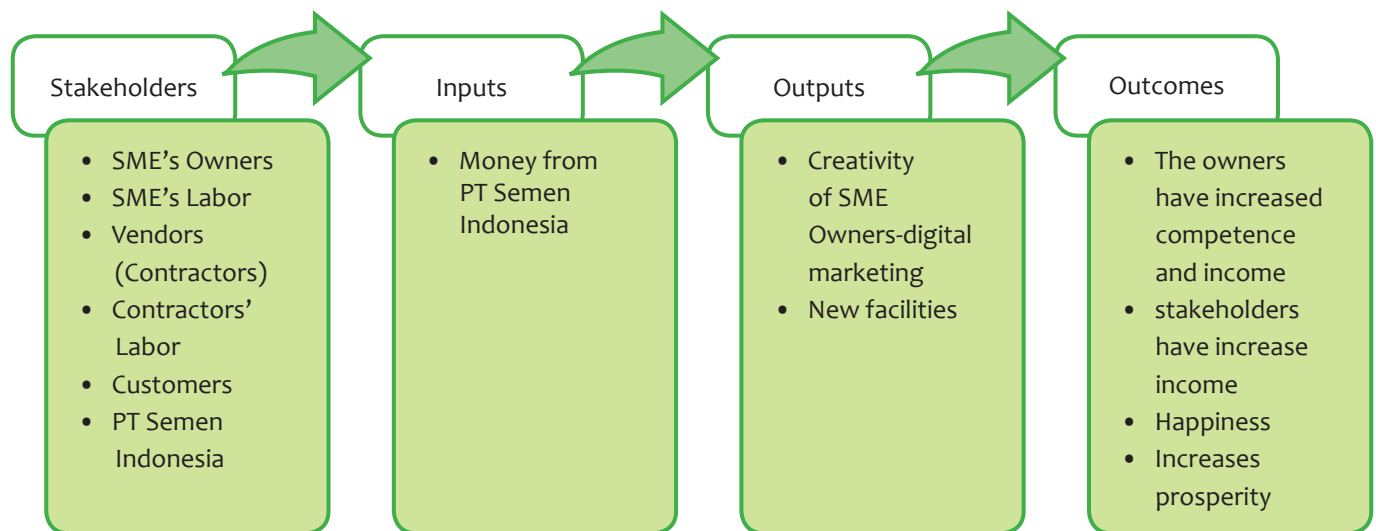 Stakeholders
• SME's Owners
• SME's Labor
• Vendors
(Contractors)
• Contractors'
Labor
• Customers
• PT Semen
Indonesia
Inputs
• Money from
PT Semen
Indonesia
Outputs
• Creativity
of SME
Owners-digital
marketing
• New facilities
Outcomes
• The owners
have increased
competence
and income
• stakeholders
have increase
income
• Happiness
• Increases
prosperity